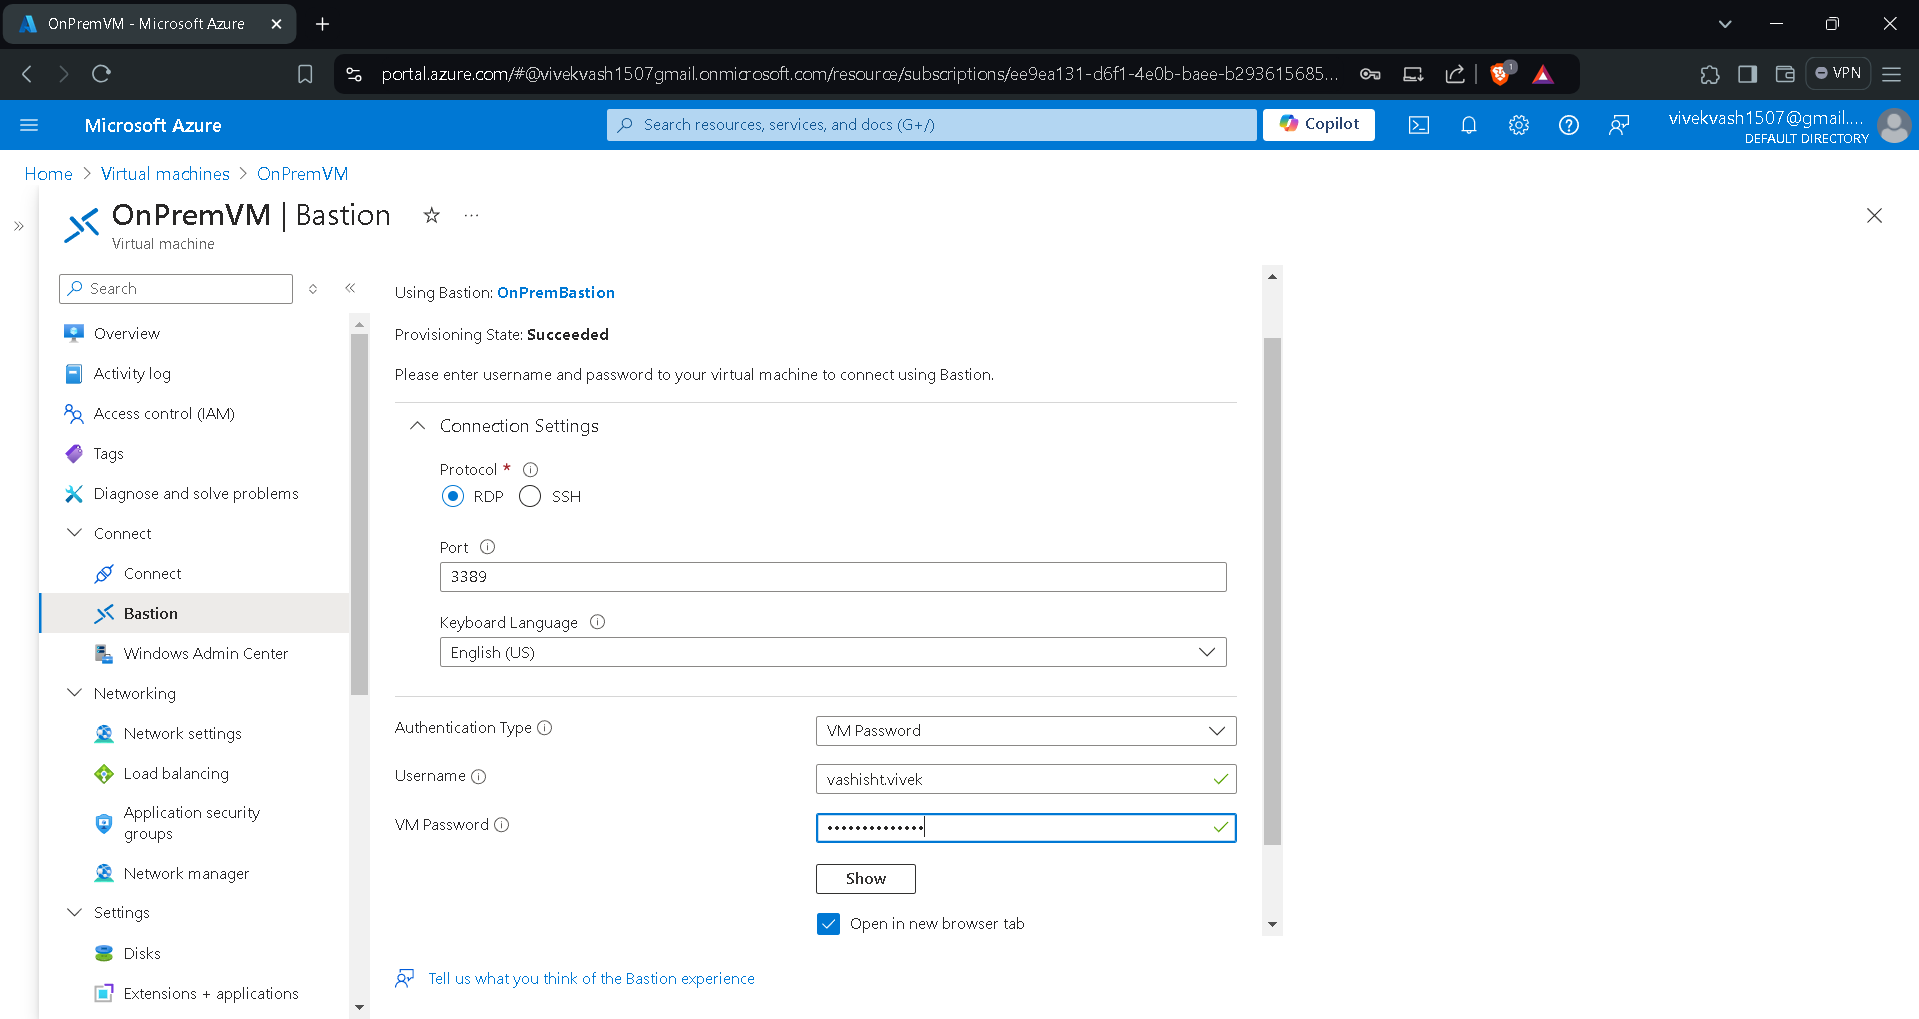 OnPremVM - Microsoft Azure
portal.azure.com/#@vivekvash1507gmail.onmicrosoft.com/resource/subscriptions/ee9ea131-d6f1-4e0b-baee-b293615685...
1
VPN
Microsoft Azure
Search resources, services, and docs (G+/)
Copilot
vivekvash1507@gmail....
DEFAULT DIRECTORY
Home > Virtual machines > OnPremVM
OnPremVM | Bastion
Virtual machine
Search
Overview
Activity log
Access control (IAM)
Tags
Diagnose and solve problems
Connect
Connect
Bastion
Windows Admin Center
Networking
Network settings
Load balancing
Application security
groups
Network manager
Settings
Disks
Extensions + applications
Using Bastion: OnPremBastion
Provisioning State: Succeeded
Please enter username and password to your virtual machine to connect using Bastion.
Connection Settings
Protocol *
RDP SSH
Port
3389
Keyboard Language
English (US)
Authentication Type
VM Password
Username
vashisht.vivek
VM Password
••••••••••••••
Show
Open in new browser tab
Tell us what you think of the Bastion experience